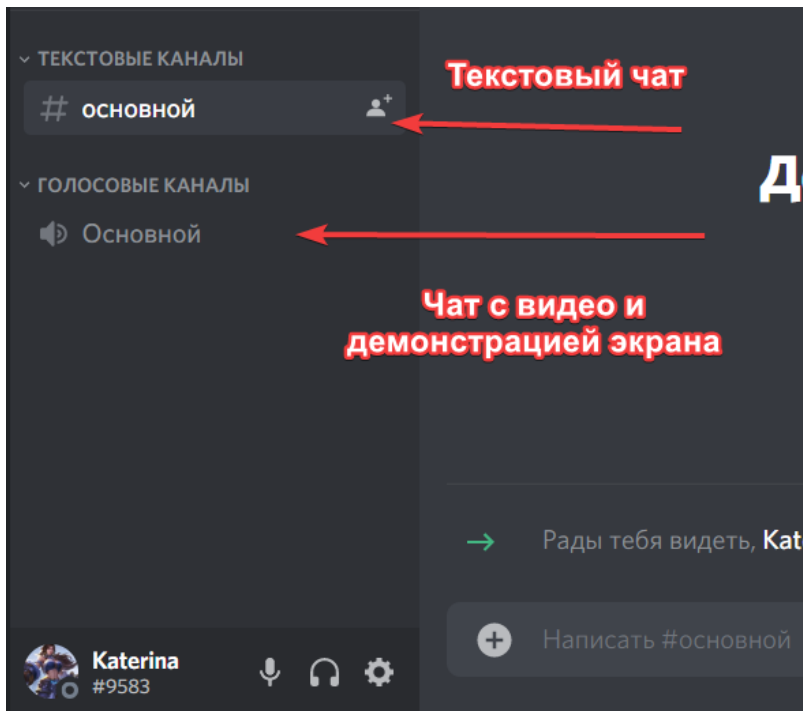 ТЕКСТОВЫЕ КАНАЛЫ
Текстовый чат
# основной
ГОЛОСОВЫЕ КАНАЛЫ
Основной
Чат с видео и
демонстрацией экрана
Рады тебя видеть,
Написать #основной
Katerina
#9583